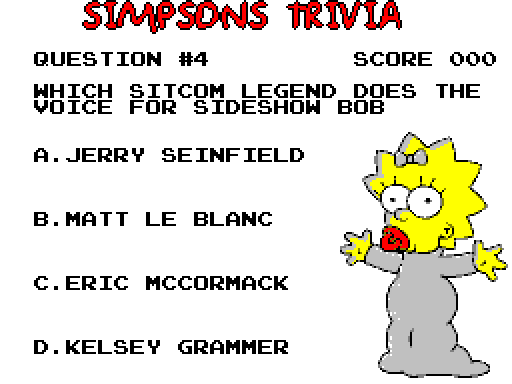 SIMPSONS TRIVIA
QUESTION #4 SCORE 000
WHICH SITCOM LEGEND DOES THE
VOICE FOR SIDESHOW BOB
A.JERRY SEINFIELD
B.MATT LE BLANC
C.ERIC MCCORMACK
D.KELSEY GRAMMER